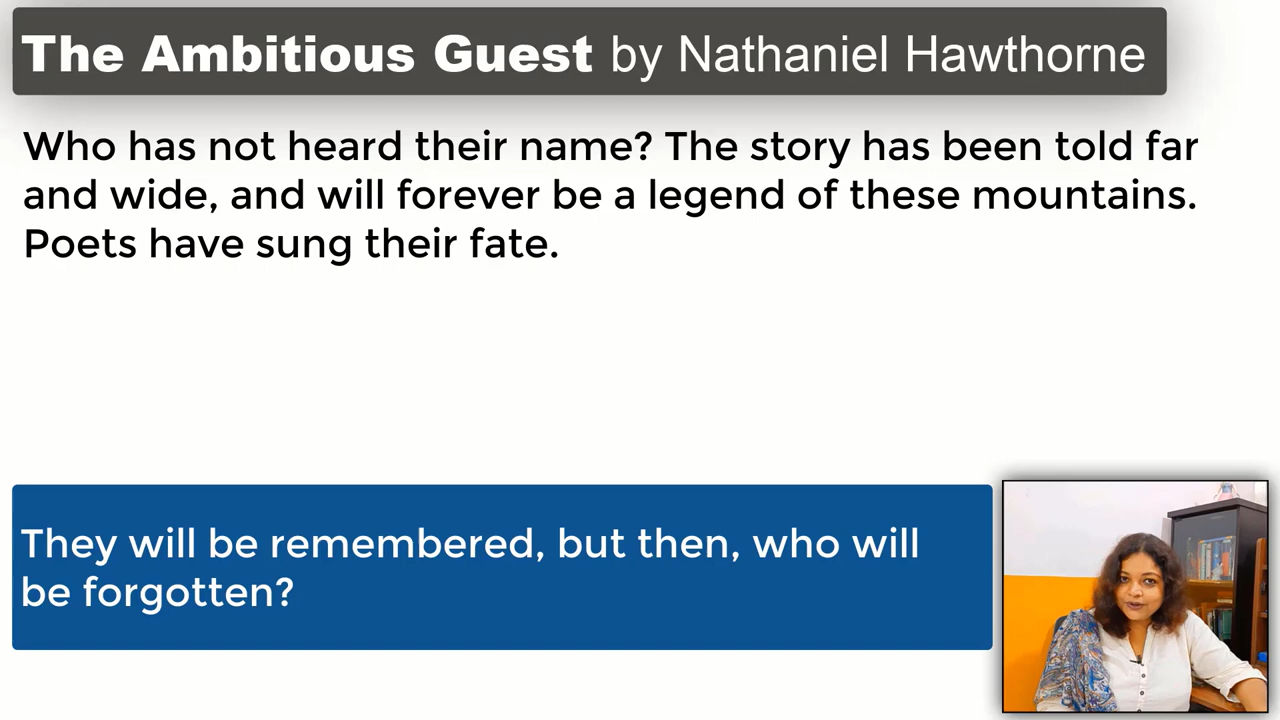 The Ambitious Guest by Nathaniel Hawthorne
Who has not heard their name? The story has been told far
and wide, and will forever be a legend of these mountains.
Poets have sung their fate.
They will be remembered, but then, who will
be forgotten?